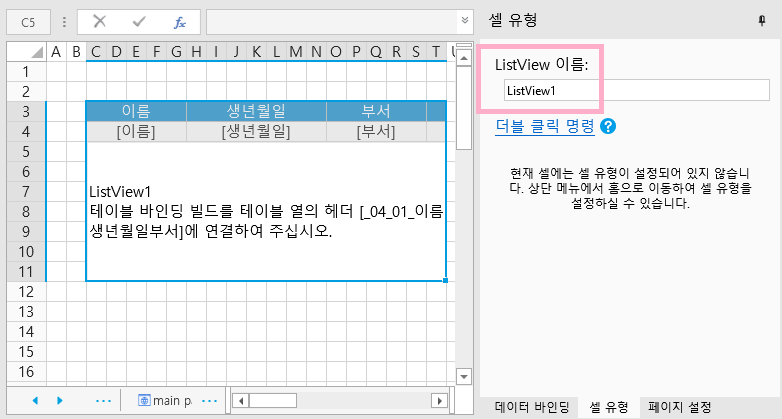 C5
fx
셀 유형
A B C D E F G H I J K L M N O P Q R S T U
ListView 이름:
ListView1
더블 클릭 명령 ?
현재 셀에는 셀 유형이 설정되어 있지 않습니
다. 상단 메뉴에서 홈으로 이동하여 셀 유형을
설정하실 수 있습니다.
1
2
3 이름 생년월일 부서
4 [이름] [생년월일] [부서]
5
6
7 ListView1
8 테이블 바인딩 빌드를 테이블 열의 헤더 [_04_01_이름
9 생년월일부서]에 연결하여 주십시오.
10
11
12
13
14
15
16
... main pa ...
데이터 바인딩 셀 유형 페이지 설정